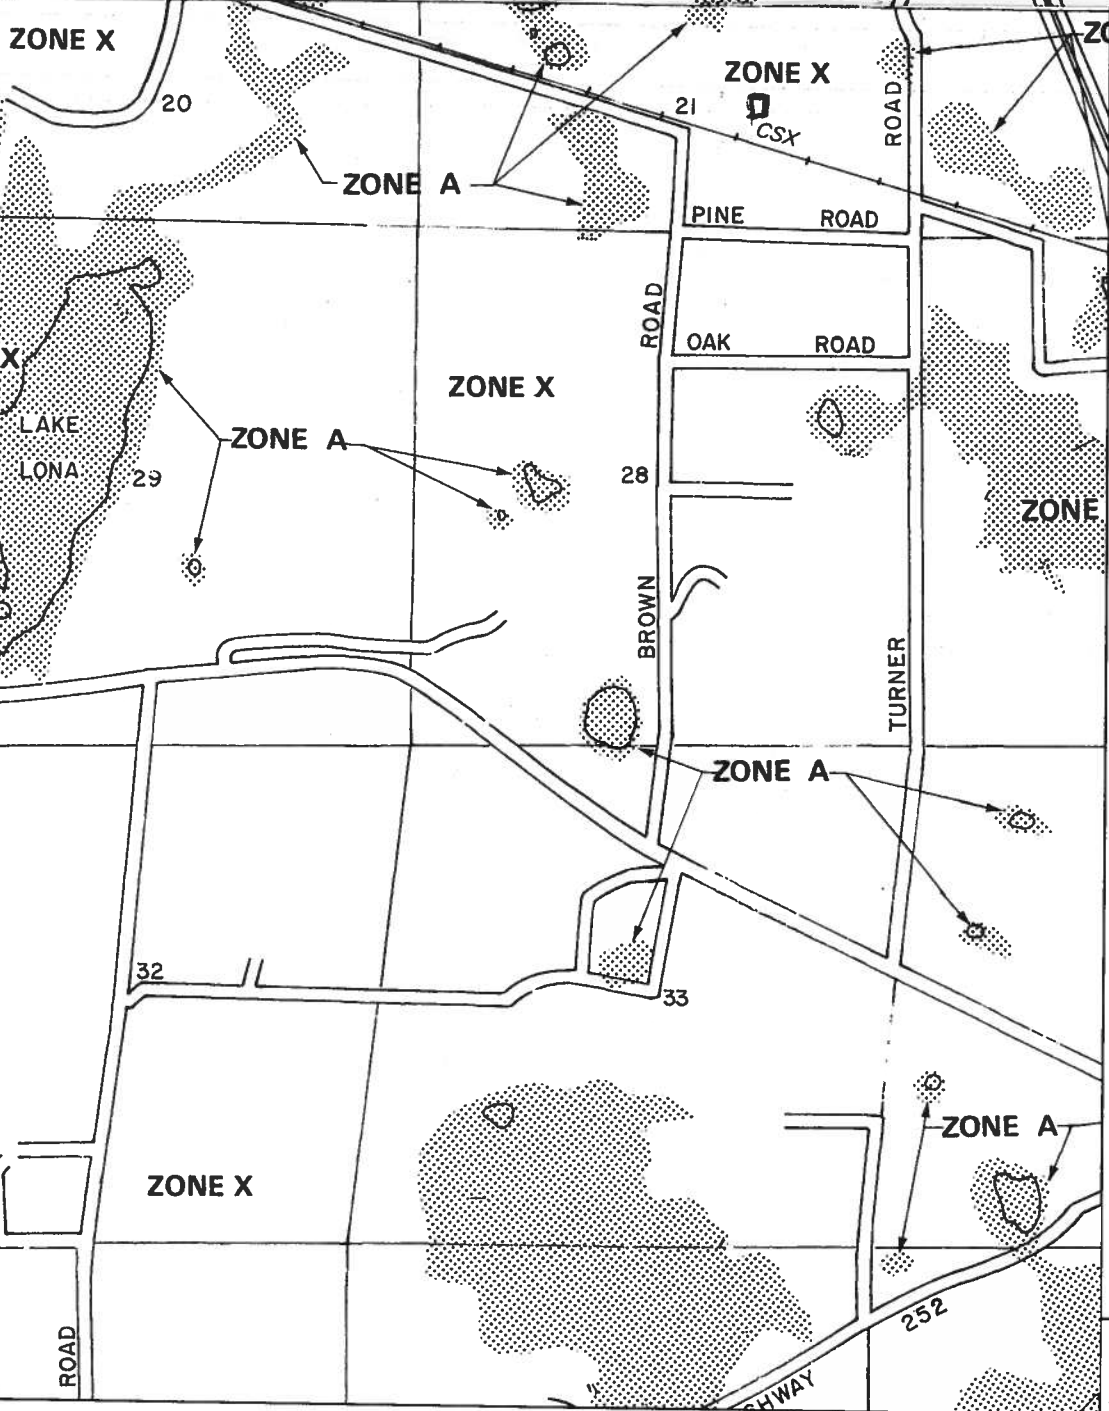 ZONE X
ZONE X
20
21
CSX
ROAD
ZONE A
PINE ROAD
ROAD
OAK ROAD
X
ZONE X
LAKE
LONA
ZONE A
29
28
ZONE
BROWN
TURNER
ZONE A
32
33
ZONE A
ZONE X
252
ROAD